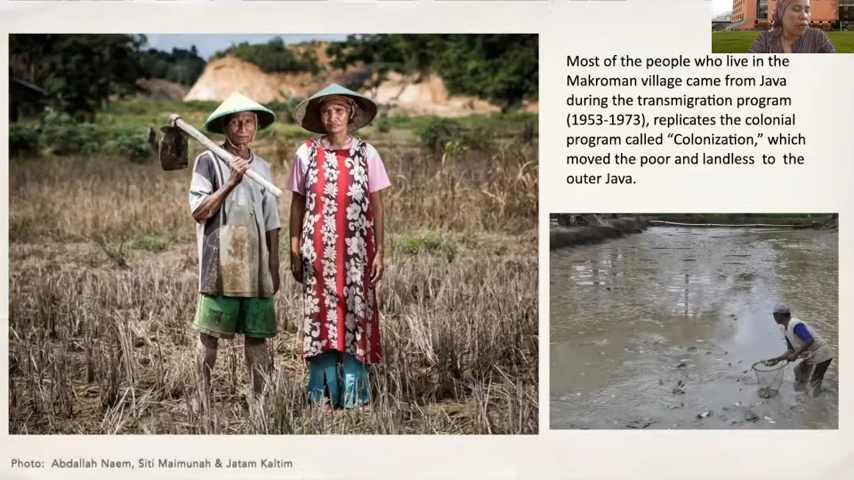 Most of the people who live in the
Makroman village came from Java
during the transmigration program
(1953-1973), replicates the colonial
program called “Colonization,” which
moved the poor and landless to the
outer Java.
Photo: Abdallah Naem, Siti Maimunah & Jatam Kaltim